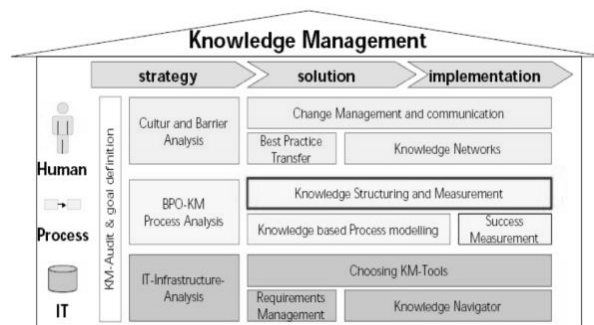 Knowledge Management
strategy
solution
implementation
Human
Process
IT
KM-Audit & goal definition
Cultur and Barrier
Analysis
Change Management and communication
Best Practice
Transfer
Knowledge Networks
BPO-KM
Process Analysis
Knowledge Structuring and Measurement
Knowledge based Process modelling
Success
Measurement
IT-Infrastructure-
Analysis
Choosing KM-Tools
Requirements
Management
Knowledge Navigator